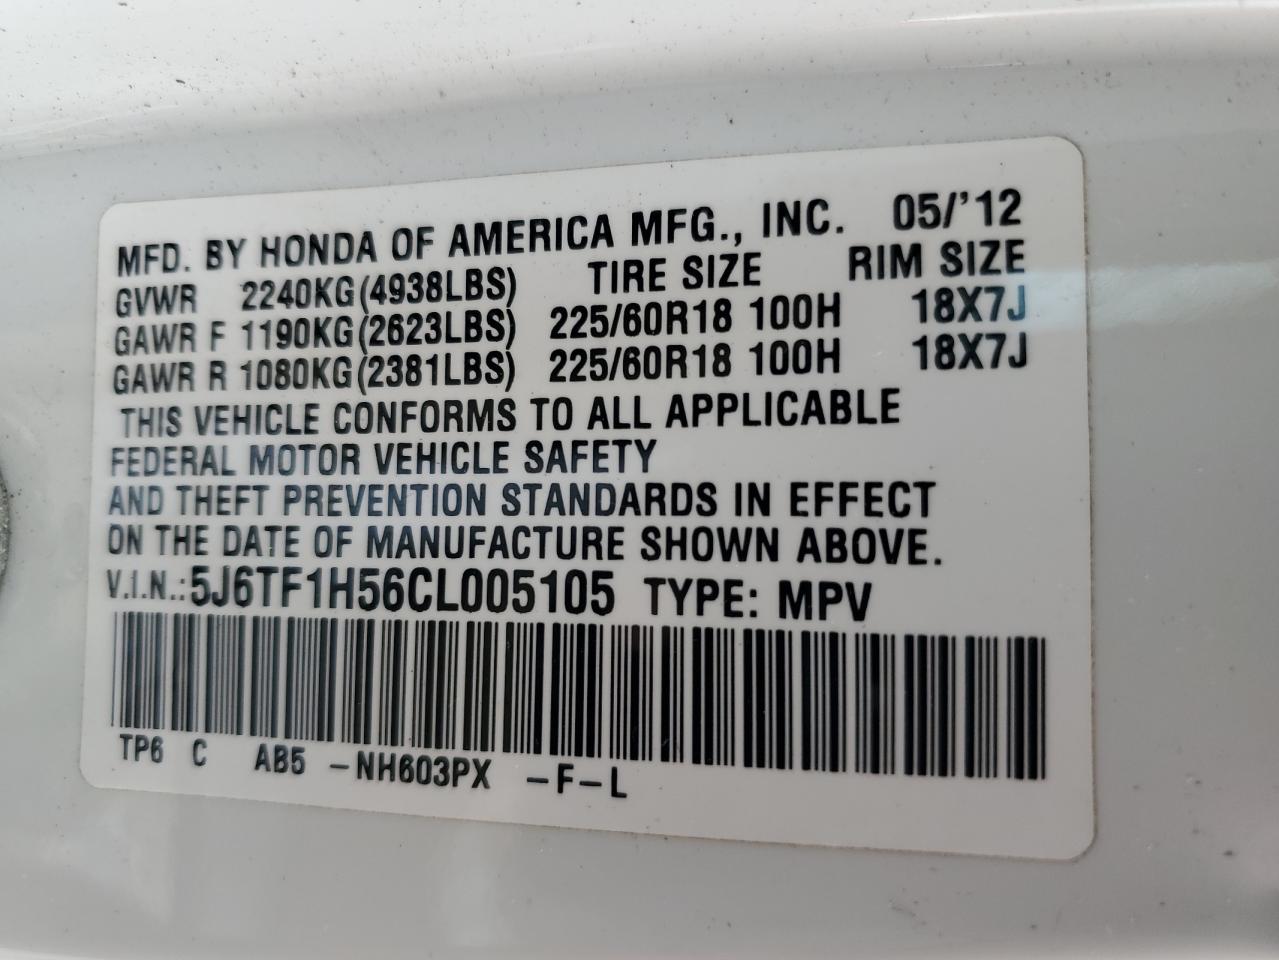 MFD. BY HONDA OF AMERICA MFG., INC. 05/'12
GVWR 2240KG(4938LBS) TIRE SIZE RIM SIZE
GAWR F 1190KG(2623LBS) 225/60R18 100H 18X7J
GAWR R 1080KG(2381LBS) 225/60R18 100H 18X7J
THIS VEHICLE CONFORMS TO ALL APPLICABLE
FEDERAL MOTOR VEHICLE SAFETY
AND THEFT PREVENTION STANDARDS IN EFFECT
ON THE DATE OF MANUFACTURE SHOWN ABOVE.
V.I.N.:5J6TF1H56CL005105 TYPE: MPV
TP6 C AB5 -NH603PX -F-L